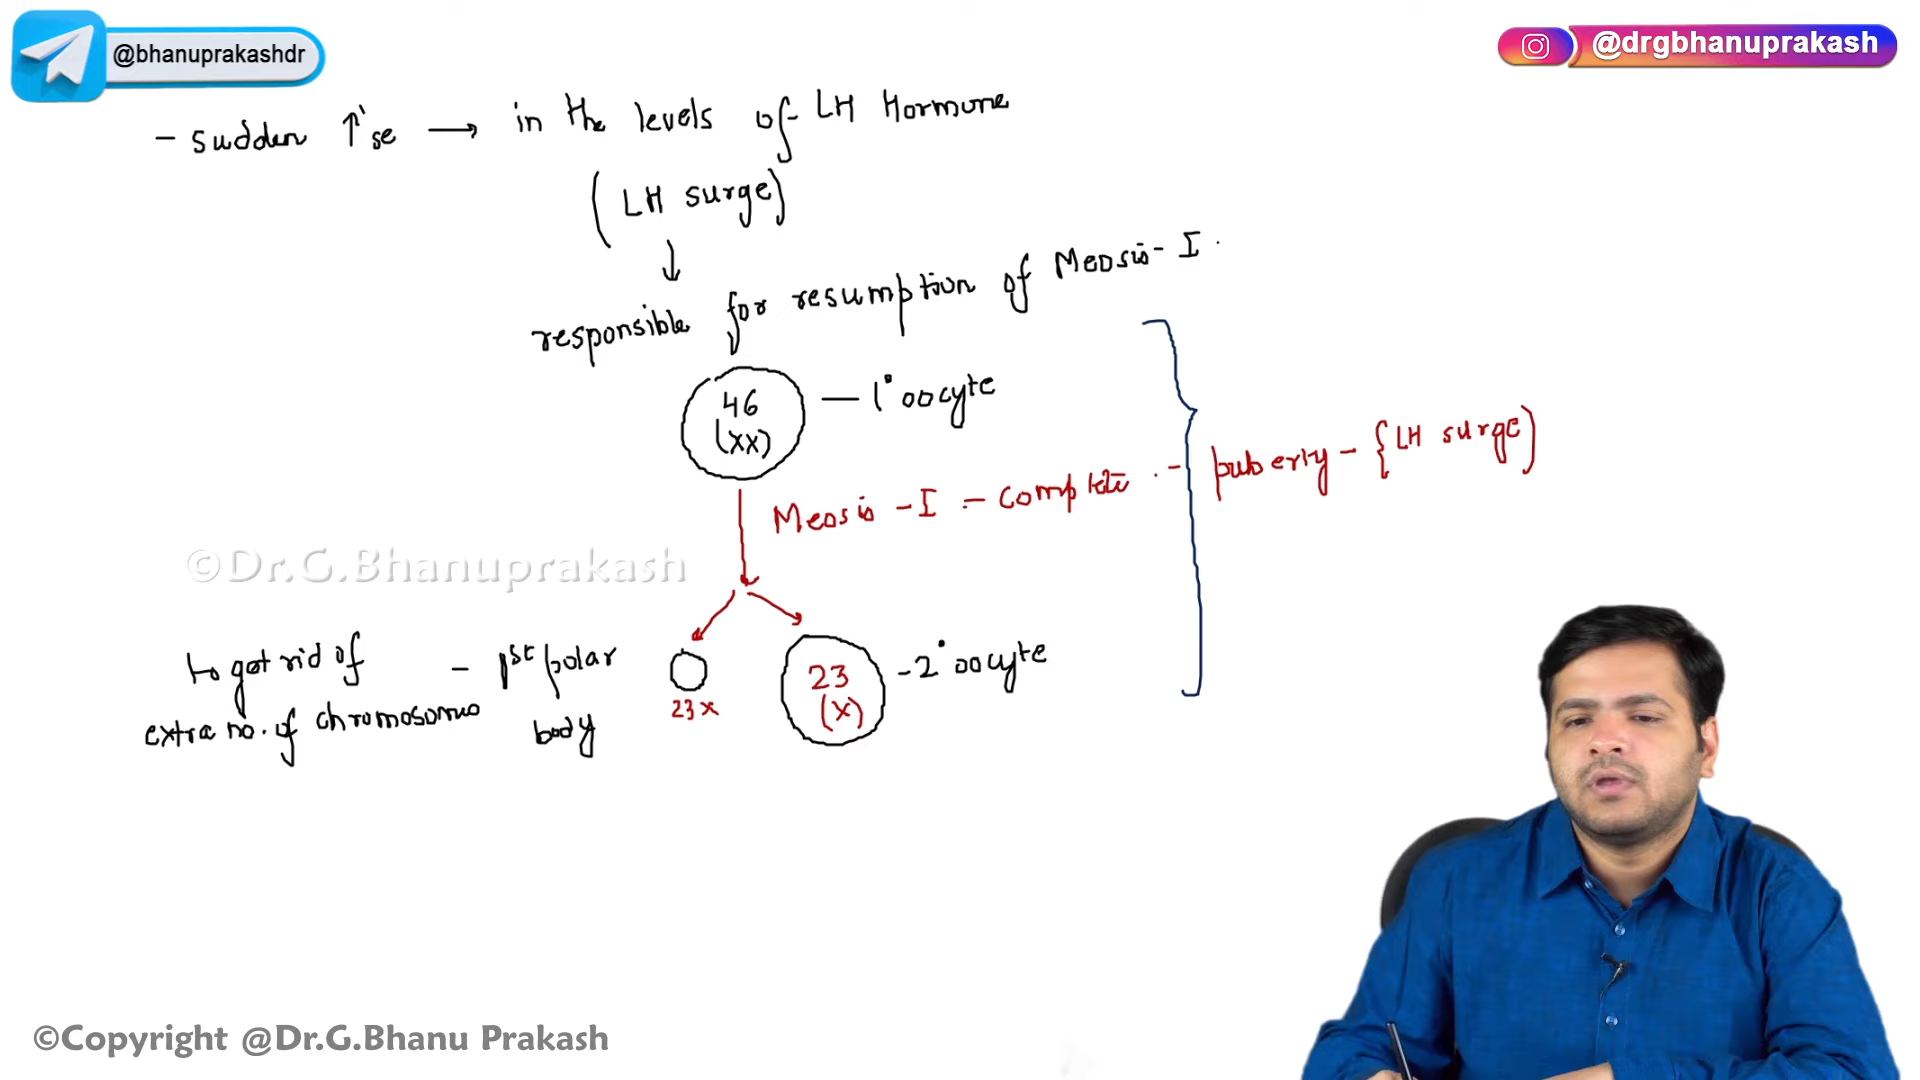 @bhanuprakashdr
@drgbhanuprakash
- sudden ↑se → in the levels of LH Hormone
(LH surge)
↓
responsible for resumption of Meosis - I.
46 — 1° oocyte
(XX)
Meosis - I - complete - puberty - {LH surge)
©Dr.G.Bhanuprakash
to get rid of - 1st polar
extra no. of chromosomes body
23 X
23 - 2° oocyte
(X)
©Copyright @Dr.G.Bhanu Prakash